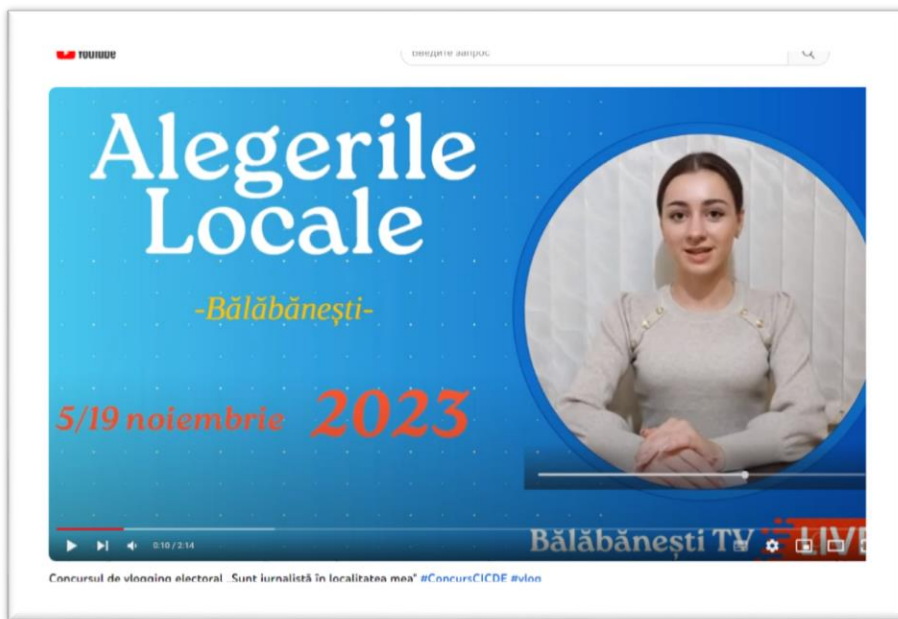 YouTube
Введите запрос
Alegerile
Locale
-Bălăbănești-
5/19 noiembrie 2023
Bălăbănești TV LIVE
0:10 / 2:14
Concursul de vlogging electoral „Sunt jurnalistă în localitatea mea” #ConcursCICDE #vlog